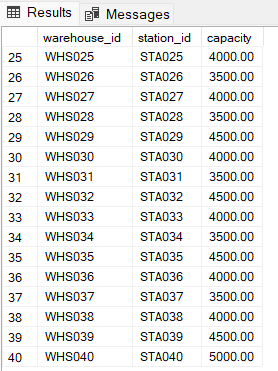 Results Messages
warehouse_id station_id capacity
25 WHS025 STA025 4000.00
26 WHS026 STA026 3500.00
27 WHS027 STA027 4000.00
28 WHS028 STA028 3500.00
29 WHS029 STA029 4500.00
30 WHS030 STA030 4000.00
31 WHS031 STA031 3500.00
32 WHS032 STA032 4500.00
33 WHS033 STA033 4000.00
34 WHS034 STA034 3500.00
35 WHS035 STA035 4500.00
36 WHS036 STA036 4000.00
37 WHS037 STA037 3500.00
38 WHS038 STA038 4000.00
39 WHS039 STA039 4500.00
40 WHS040 STA040 5000.00